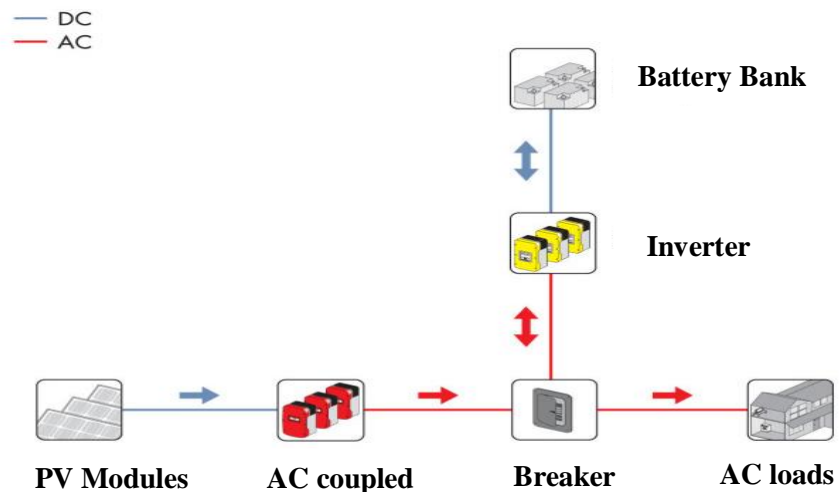 DC
AC
Battery Bank
Inverter
PV Modules
AC coupled
Breaker
AC loads